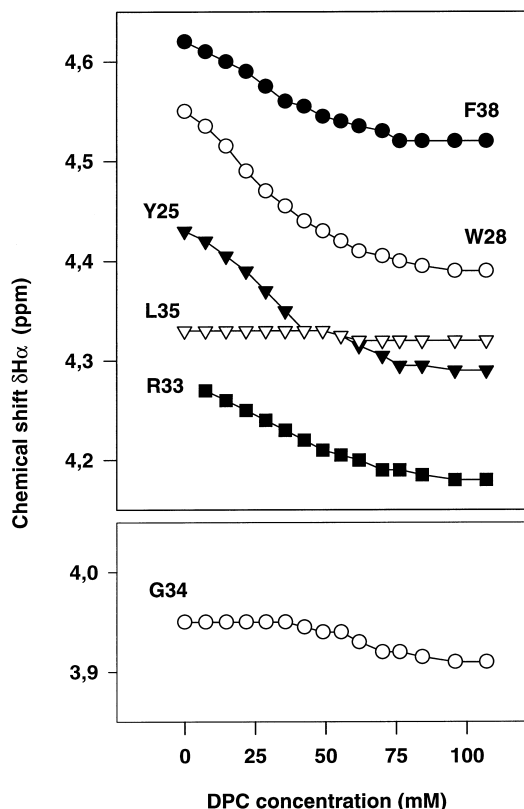 4,6
F38
4,5
W28
Y25
4,4
L35
4,3
R33
4,2
Chemical shift δHα (ppm)
4,0
G34
3,9
0 25 50 75 100
DPC concentration (mM)